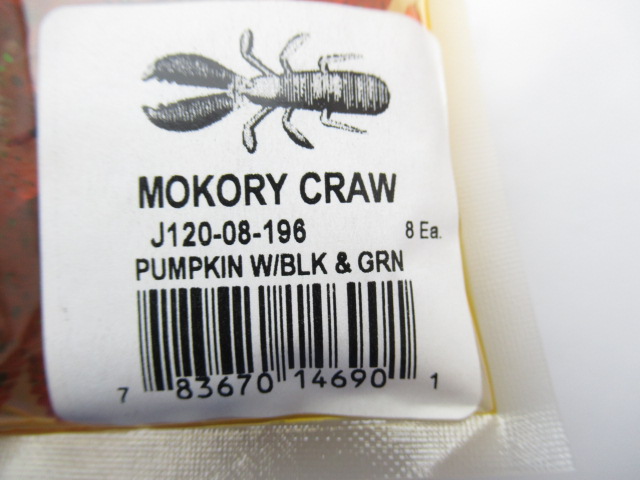 MOKORY CRAW
J120-08-196 8 Ea.
PUMPKIN W/BLK & GRN
7 83670 14690 1